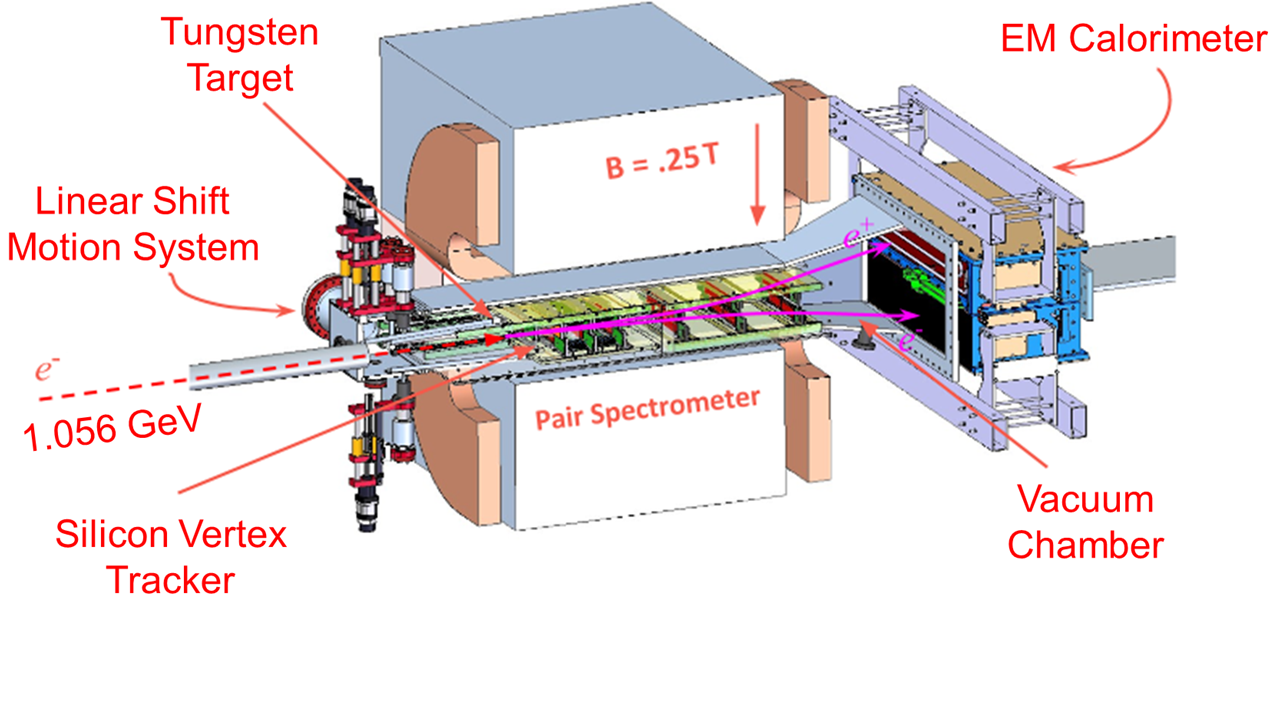 Tungsten
Target
EM Calorimeter
B = .25T
Linear Shift
Motion System
e+
e-
e-
1.056 GeV
Pair Spectrometer
Silicon Vertex
Tracker
Vacuum
Chamber